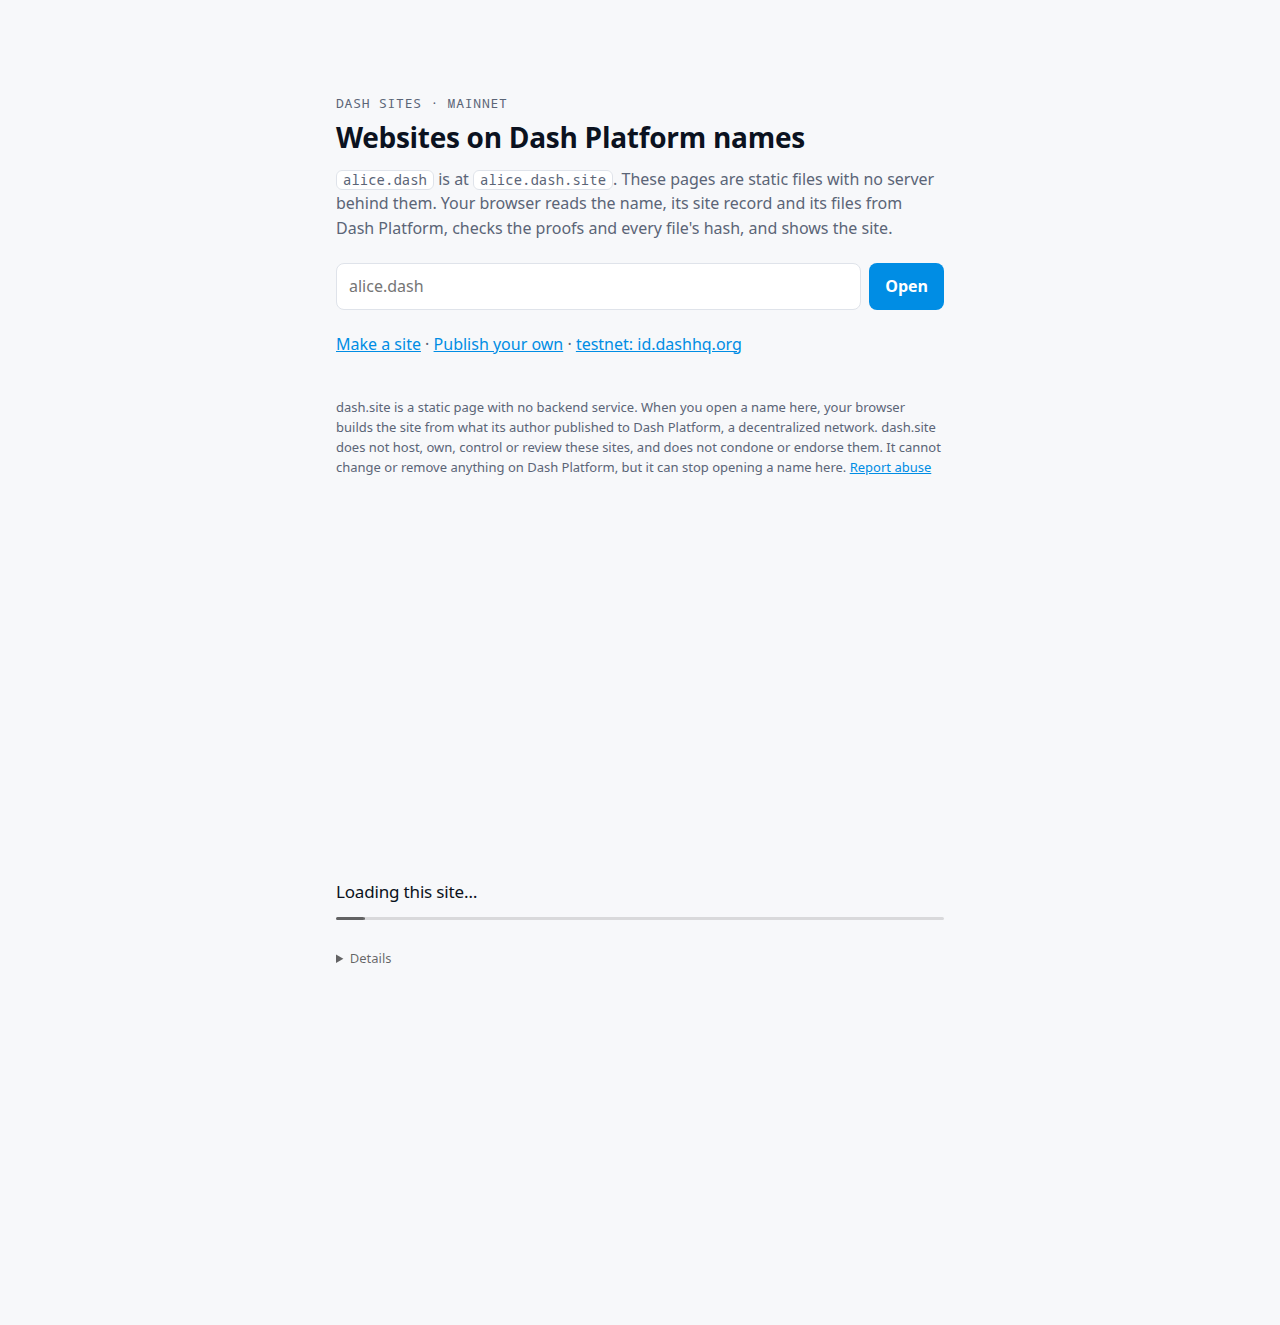 DASH SITES · MAINNET
Websites on Dash Platform names
alice.dash is at alice.dash.site. These pages are static files with no server
behind them. Your browser reads the name, its site record and its files from
Dash Platform, checks the proofs and every file's hash, and shows the site.
alice.dash
Open
Make a site · Publish your own · testnet: id.dashhq.org
dash.site is a static page with no backend service. When you open a name here, your browser
builds the site from what its author published to Dash Platform, a decentralized network. dash.site
does not host, own, control or review these sites, and does not condone or endorse them. It cannot
change or remove anything on Dash Platform, but it can stop opening a name here. Report abuse
Loading this site…
Details